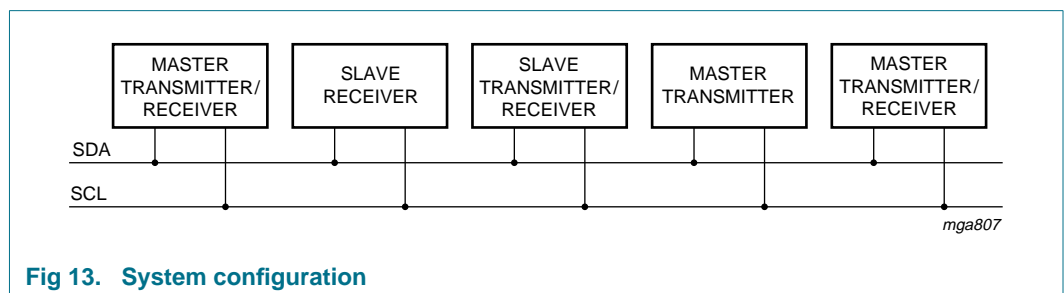 MASTER
TRANSMITTER/
RECEIVER
SLAVE
RECEIVER
SLAVE
TRANSMITTER/
RECEIVER
MASTER
TRANSMITTER
MASTER
TRANSMITTER/
RECEIVER
SDA
SCL
mga807
Fig 13. System configuration